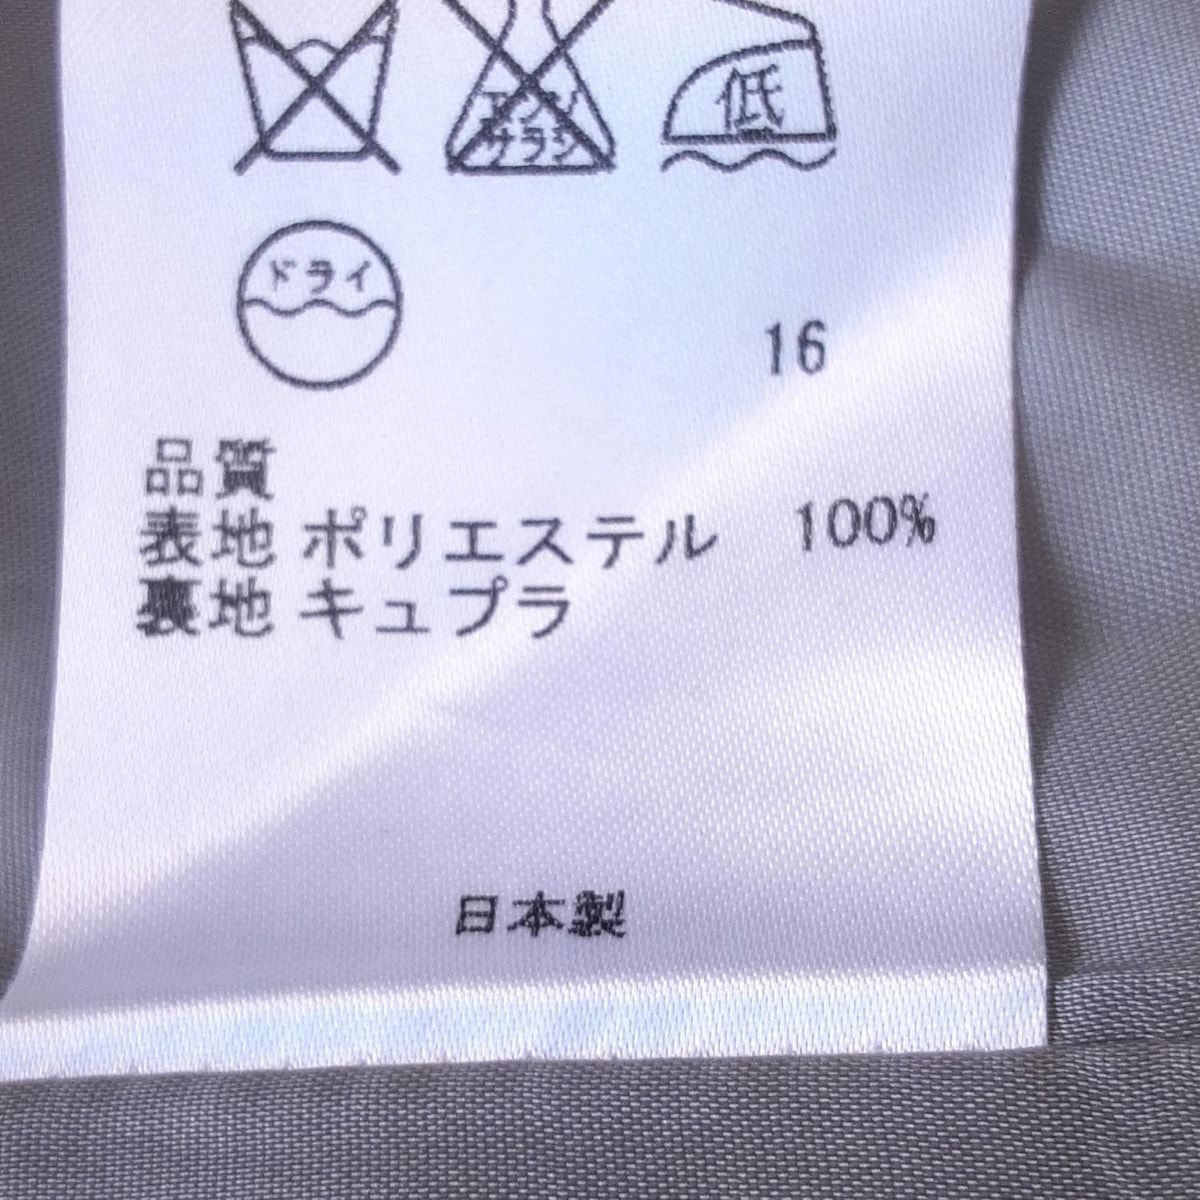 エンソ
サラシ
低
ドライ
16
品質
表地 ポリエステル 100%
裏地 キュプラ
日本製